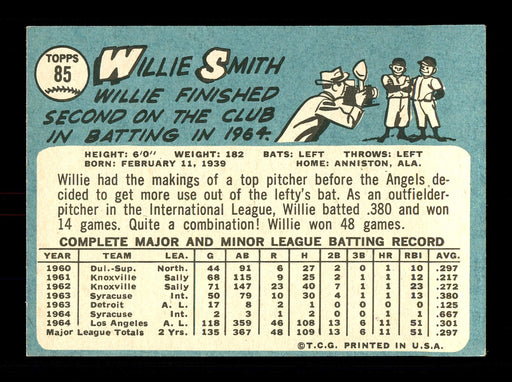 TOPPS
85
WILLIE SMITH
WILLIE FINISHED
SECOND ON THE CLUB
IN BATTING IN 1964.
HEIGHT: 6'0" WEIGHT: 182 BATS: LEFT THROWS: LEFT
BORN: FEBRUARY 11, 1939 HOME: ANNISTON, ALA.
Willie had the makings of a top pitcher before the Angels de-
cided to get more use out of the lefty's bat. As an outfielder-
pitcher in the International League, Willie batted .380 and won
14 games. Quite a combination! Willie won 48 games.
COMPLETE MAJOR AND MINOR LEAGUE BATTING RECORD
YEAR TEAM LEA. G AB R H 2B 3B HR RBI AVG.
1960 Dul.-Sup. North. 44 91 6 27 2 0 1 10 .297
1961 Knoxville Sally 68 115 9 25 2 1 1 12 .217
1962 Knoxville Sally 71 147 23 40 7 1 1 23 .272
1963 Syracuse Int. 50 79 10 30 4 1 1 13 .380
1963 Detroit A. L. 17 8 2 1 0 0 0 0 .125
1964 Syracuse Int. 1 3 1 2 0 0 0 1 .667
1964 Los Angeles A. L. 118 359 46 108 13 6 11 51 .301
Major League Totals 2 Yrs. 135 367 48 109 13 6 11 51 .297
©T.C.G. PRINTED IN U.S.A.